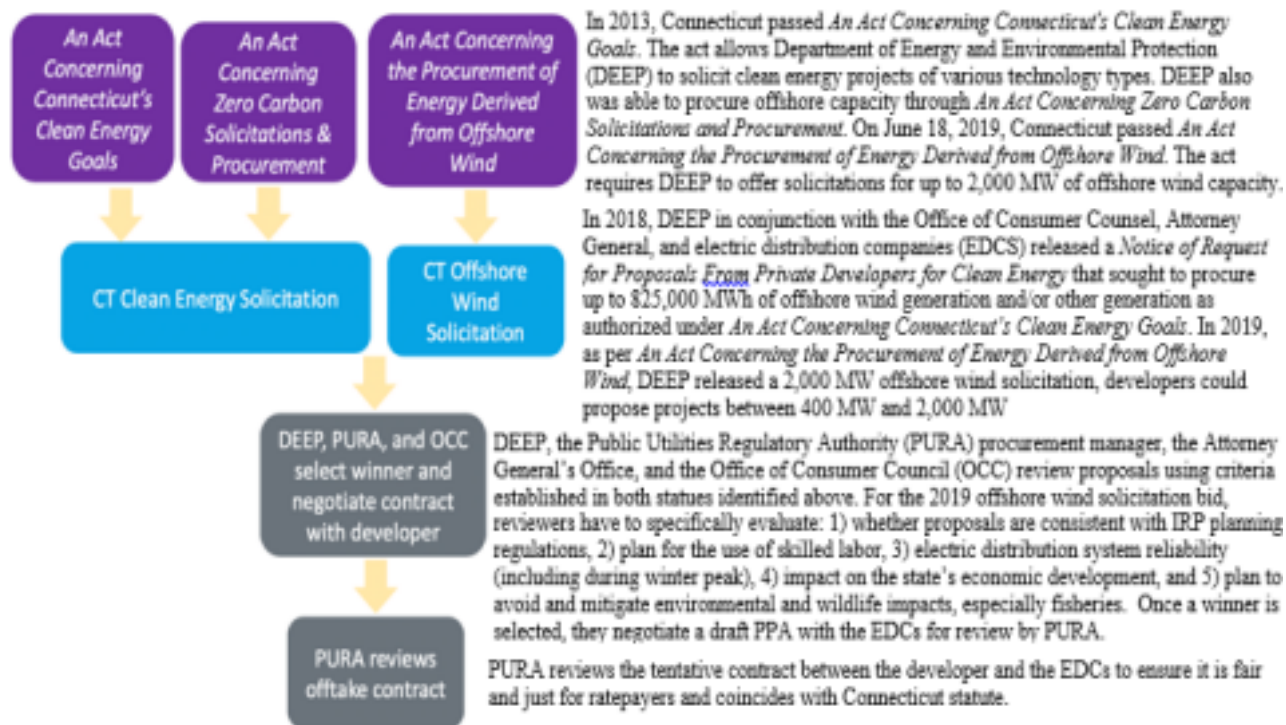 An Act
Concerning
Connecticut's
Clean Energy
Goals
An Act
Concerning
Zero Carbon
Solicitations &
Procurement
An Act Concerning
the Procurement of
Energy Derived
from Offshore
Wind
In 2013, Connecticut passed An Act Concerning Connecticut's Clean Energy
Goals. The act allows Department of Energy and Environmental Protection
(DEEP) to solicit clean energy projects of various technology types. DEEP also
was able to procure offshore capacity through An Act Concerning Zero Carbon
Solicitations and Procurement. On June 18, 2019, Connecticut passed An Act
Concerning the Procurement of Energy Derived from Offshore Wind. The act
requires DEEP to offer solicitations for up to 2,000 MW of offshore wind capacity.
CT Clean Energy Solicitation
CT Offshore
Wind
Solicitation
In 2018, DEEP in conjunction with the Office of Consumer Counsel, Attorney
General, and electric distribution companies (EDCS) released a Notice of Request
for Proposals From Private Developers for Clean Energy that sought to procure
up to 825,000 MWh of offshore wind generation and/or other generation as
authorized under An Act Concerning Connecticut's Clean Energy Goals. In 2019,
as per An Act Concerning the Procurement of Energy Derived from Offshore
Wind, DEEP released a 2,000 MW offshore wind solicitation, developers could
propose projects between 400 MW and 2,000 MW
DEEP, PURA, and OCC
select winner and
negotiate contract
with developer
DEEP, the Public Utilities Regulatory Authority (PURA) procurement manager, the Attorney
General's Office, and the Office of Consumer Council (OCC) review proposals using criteria
established in both statues identified above. For the 2019 offshore wind solicitation bid,
reviewers have to specifically evaluate: 1) whether proposals are consistent with IRP planning
regulations, 2) plan for the use of skilled labor, 3) electric distribution system reliability
(including during winter peak), 4) impact on the state's economic development, and 5) plan to
avoid and mitigate environmental and wildlife impacts, especially fisheries. Once a winner is
selected, they negotiate a draft PPA with the EDCs for review by PURA.
PURA reviews
offtake contract
PURA reviews the tentative contract between the developer and the EDCs to ensure it is fair
and just for ratepayers and coincides with Connecticut statute.